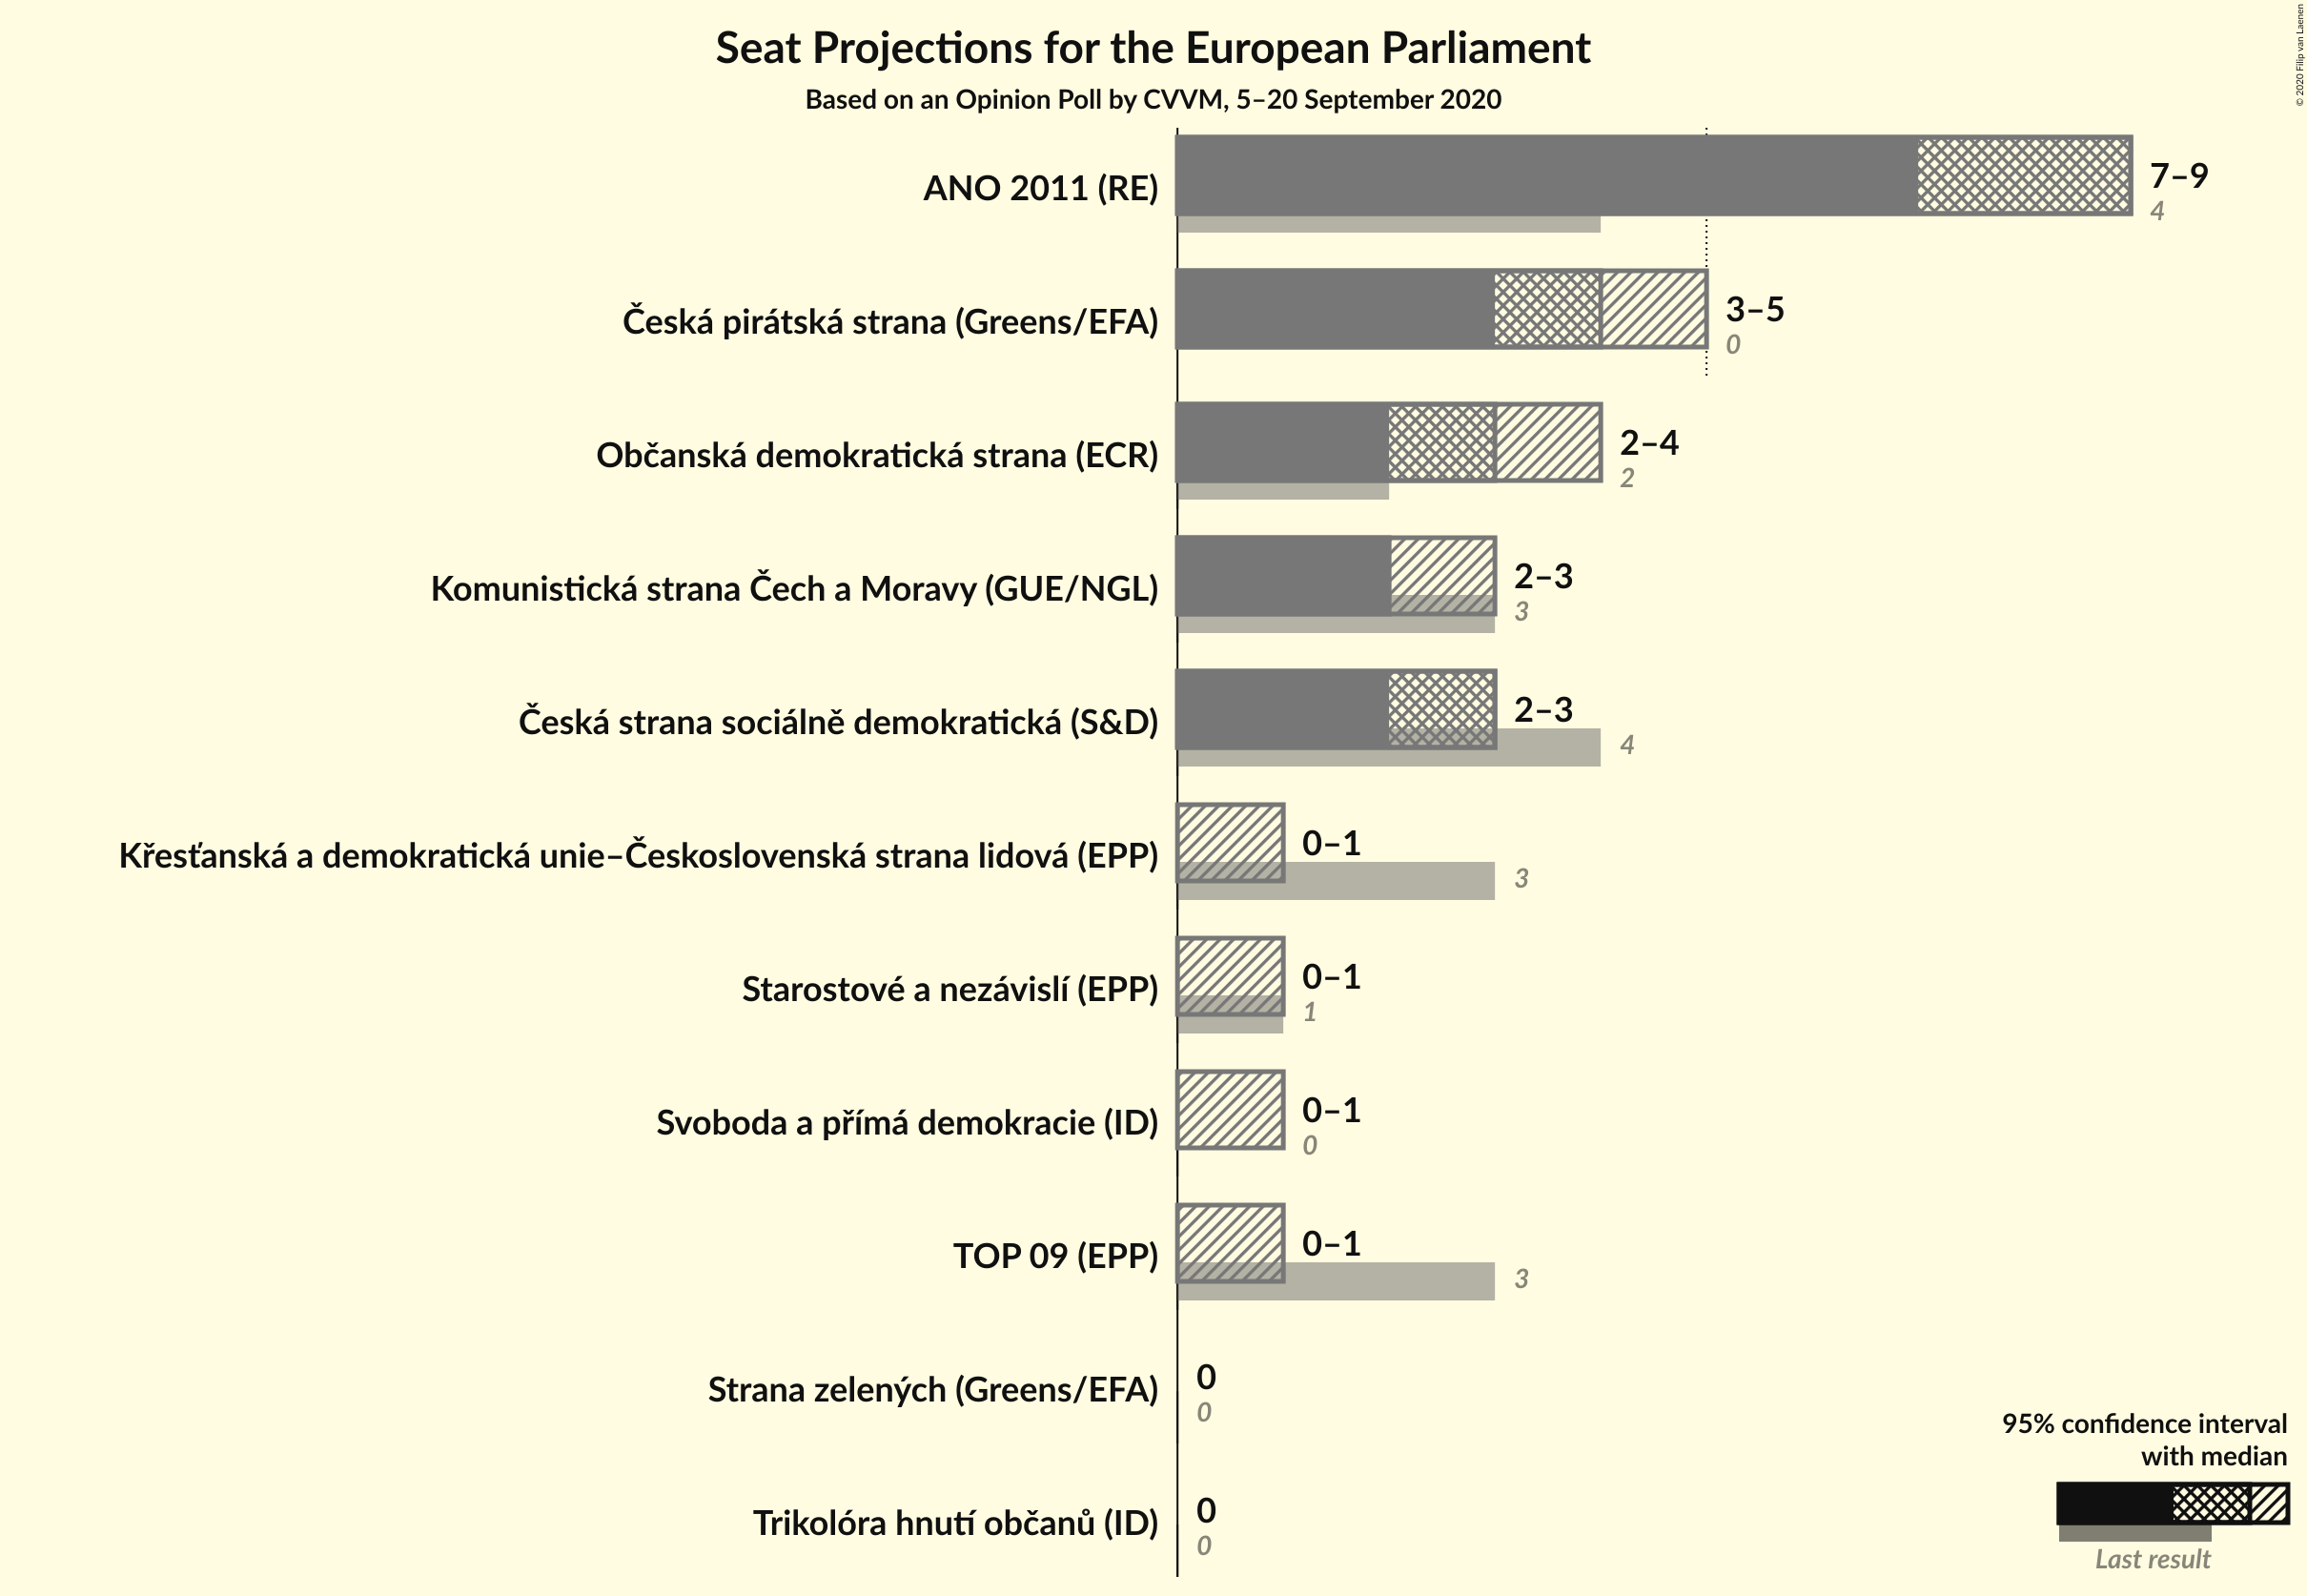 Seat Projections for the European Parliament
Based on an Opinion Poll by CVVM, 5–20 September 2020
© 2020 Filip van Laenen
ANO 2011 (RE)
7–9
4
Česká pirátská strana (Greens/EFA)
3–5
0
Občanská demokratická strana (ECR)
2–4
2
Komunistická strana Čech a Moravy (GUE/NGL)
2–3
3
Česká strana sociálně demokratická (S&D)
2–3
4
Křesťanská a demokratická unie–Československá strana lidová (EPP)
0–1
3
Starostové a nezávislí (EPP)
0–1
1
Svoboda a přímá demokracie (ID)
0–1
0
TOP 09 (EPP)
0–1
3
Strana zelených (Greens/EFA)
0
0
Trikolóra hnutí občanů (ID)
0
0
95% confidence interval
with median
Last result